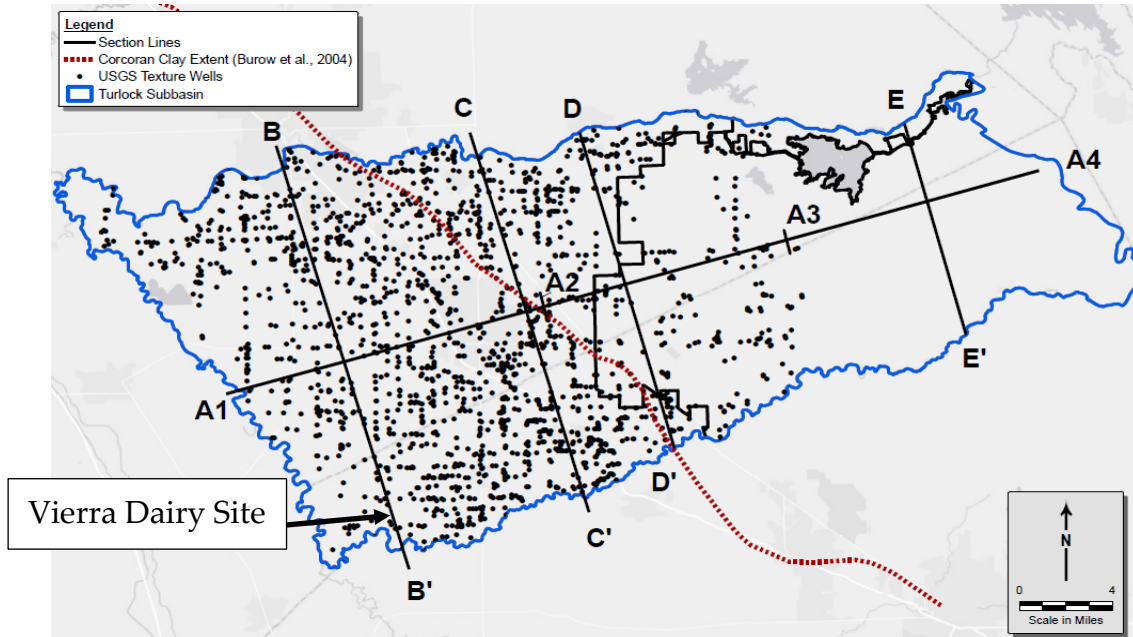 Legend
Section Lines
Corcoran Clay Extent (Burow et al., 2004)
USGS Texture Wells
Turlock Subbasin
B
C
D
E
A4
A3
A2
A1
E'
D'
C'
B'
Vierra Dairy Site
N
0 4
Scale in Miles